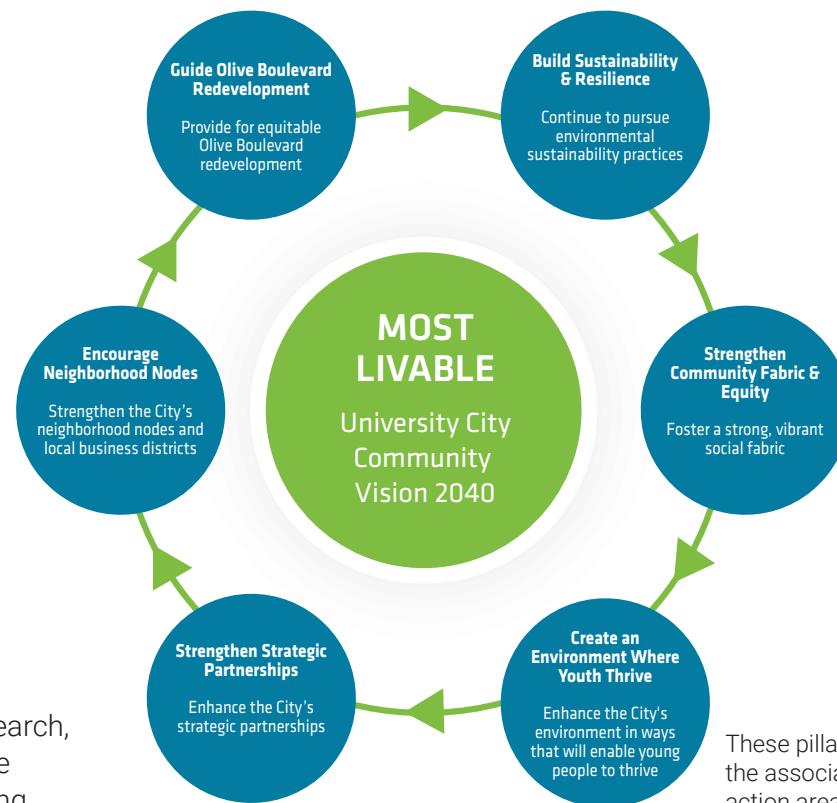 Guide Olive Boulevard
Redevelopment
Provide for equitable
Olive Boulevard
redevelopment
Build Sustainability
& Resilience
Continue to pursue
environmental
sustainability practices
Encourage
Neighborhood Nodes
Strengthen the City's
neighborhood nodes and
local business districts
MOST
LIVABLE
University City
Community
Vision 2040
Strengthen
Community Fabric &
Equity
Foster a strong, vibrant
social fabric
Strengthen Strategic
Partnerships
Enhance the City's
strategic partnerships
Create an
Environment Where
Youth Thrive
Enhance the City's
environment in ways
that will enable young
people to thrive
These pilla
the associa